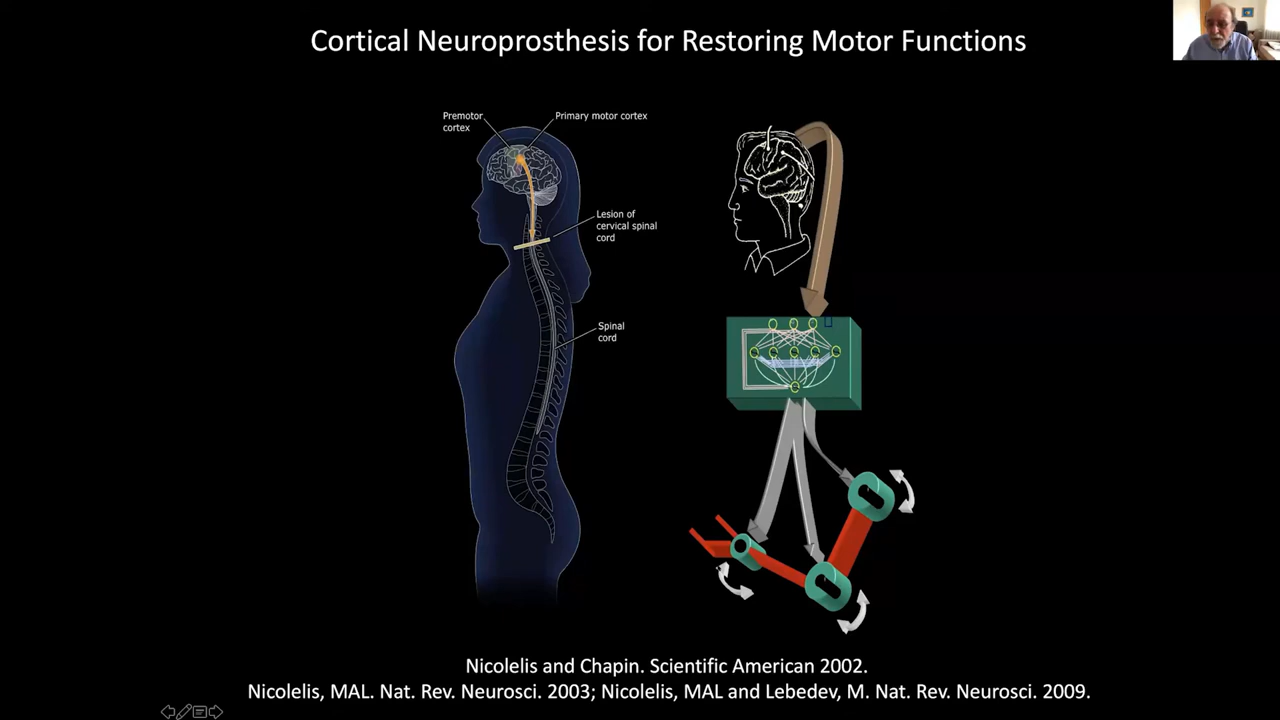 Cortical Neuroprosthesis for Restoring Motor Functions
Premotor
cortex
Primary motor cortex
Lesion of
cervical spinal
cord
Spinal
cord
Nicolelis and Chapin. Scientific American 2002.
Nicolelis, MAL. Nat. Rev. Neurosci. 2003; Nicolelis, MAL and Lebedev, M. Nat. Rev. Neurosci. 2009.